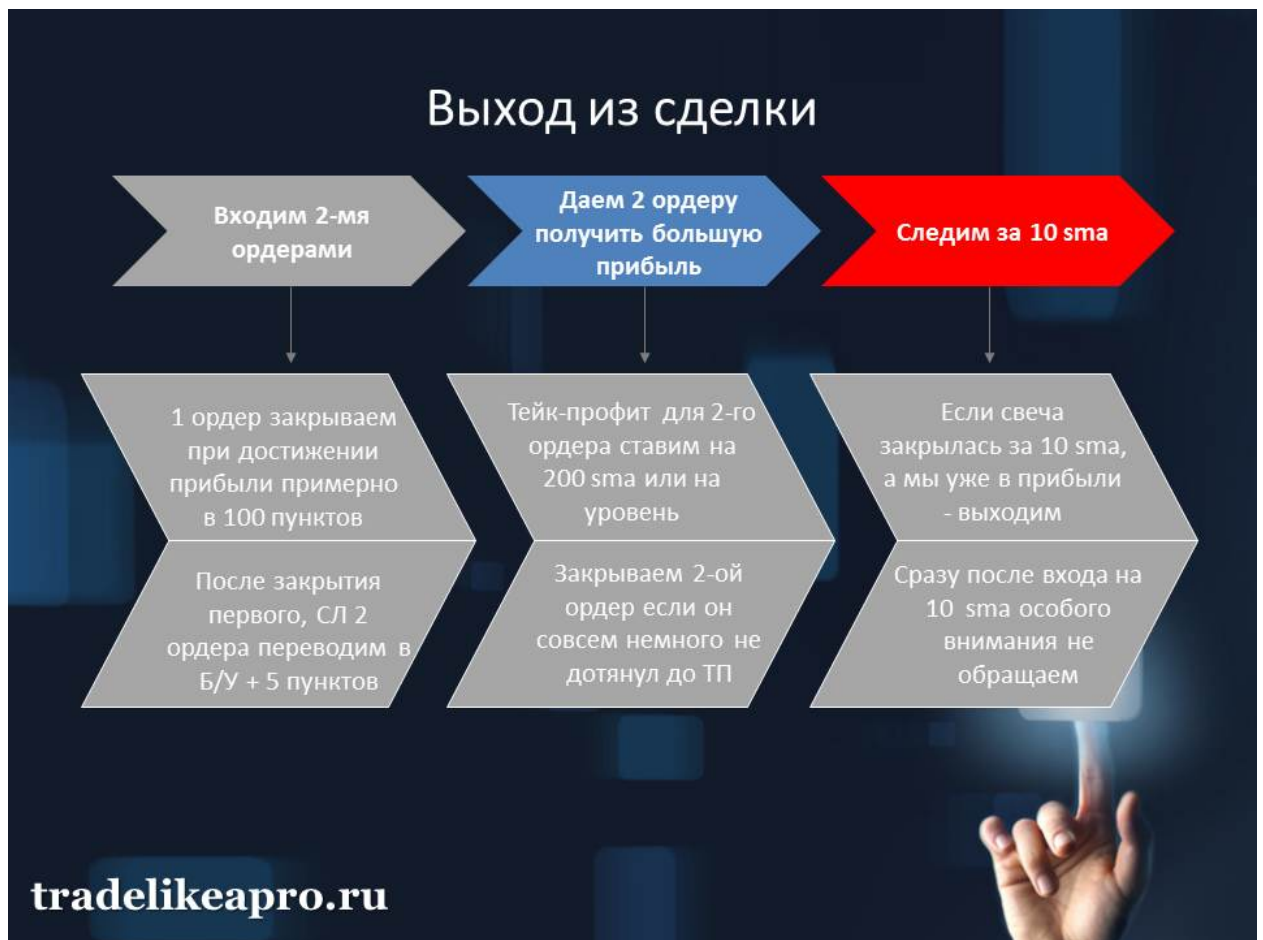 Выход из сделки
Входим 2-мя
ордерами
Даем 2 ордеру
получить большую
прибыль
Следим за 10 sma
1 ордер закрываем
при достижении
прибыли примерно
в 100 пунктов
После закрытия
первого, СЛ 2
ордера переводим в
Б/У + 5 пунктов
Тейк-профит для 2-го
ордера ставим на
200 sma или на
уровень
Закрываем 2-ой
ордер если он
совсем немного не
дотянул до ТП
Если свеча
закрылась за 10 sma,
а мы уже в прибыли
- выходим
Сразу после входа на
10 sma особого
внимания не
обращаем
tradelikeapro.ru